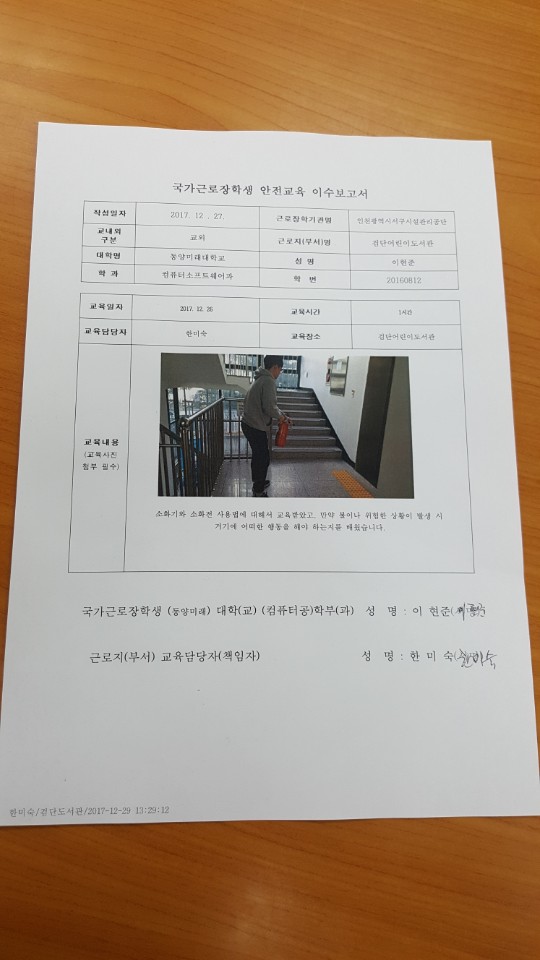 국가근로장학생 안전교육 이수보고서
작성일자 2017. 12. 27. 근로장학기관명 인천광역시서구시설관리공단
교내외 구분 교외 근로지(부서)명 검단어린이도서관
대학명 동양미래대학교 성 명 이현준
학 과 컴퓨터소프트웨어과 학 번 20160812
교육일자 2017. 12. 26 교육시간 1시간
교육담당자 한미숙 교육장소 검단어린이도서관
교육내용
(교육사진
첨부 필수)
소화기와 소화전 사용법에 대해서 교육받았고, 만약 불이나 위험한 상황이 발생 시
거기에 어떠한 행동을 해야 하는지를 배웠습니다.
국가근로장학생 (동양미래) 대학(교) (컴퓨터공)학부(과) 성 명 : 이 현준(
근로지(부서) 교육담당자(책임자) 성 명 : 한 미 숙(한미숙
한미숙/검단도서관/2017-12-29 13:29:12